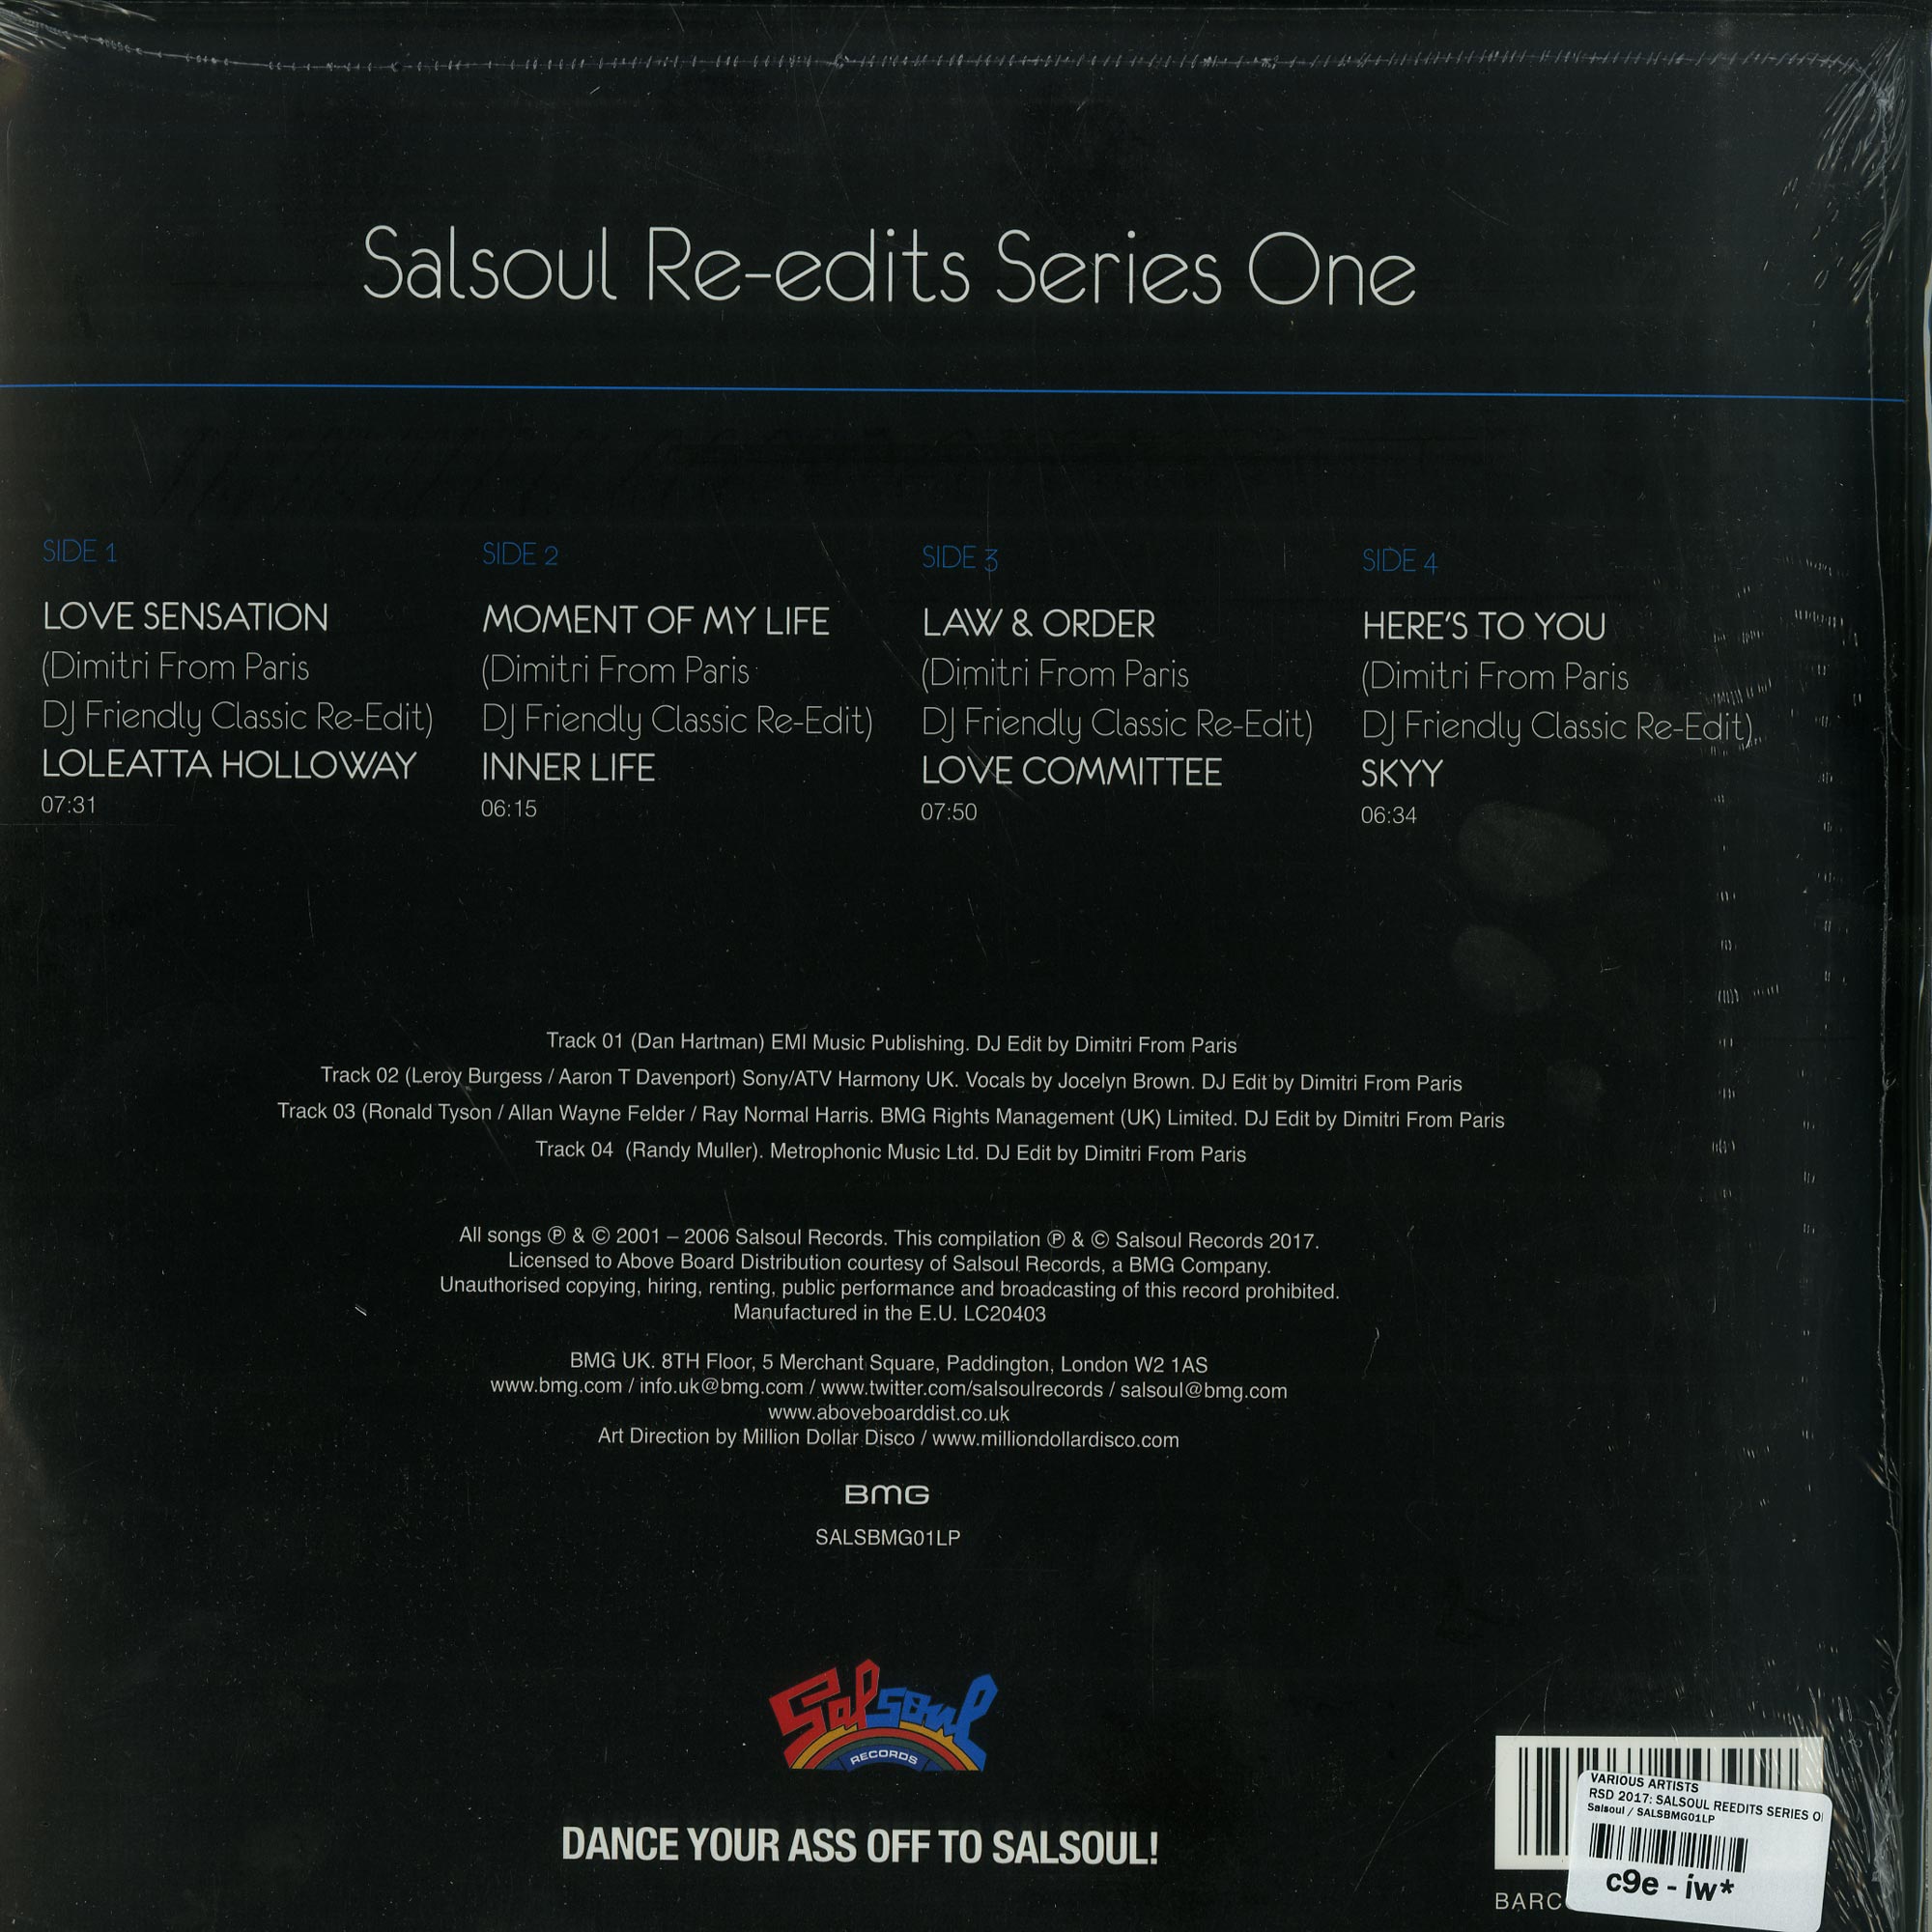 Salsoul Re-edits Series One
SIDE 1
LOVE SENSATION
(Dimitri From Paris
DJ Friendly Classic Re-Edit)
LOLEATTA HOLLOWAY
07:31
SIDE 2
MOMENT OF MY LIFE
(Dimitri From Paris
DJ Friendly Classic Re-Edit)
INNER LIFE
06:15
SIDE 3
LAW & ORDER
(Dimitri From Paris
DJ Friendly Classic Re-Edit)
LOVE COMMITTEE
07:50
SIDE 4
HERE'S TO YOU
(Dimitri From Paris
DJ Friendly Classic Re-Edit)
SKYY
06:34
Track 01 (Dan Hartman) EMI Music Publishing. DJ Edit by Dimitri From Paris
Track 02 (Leroy Burgess / Aaron T Davenport) Sony/ATV Harmony UK. Vocals by Jocelyn Brown. DJ Edit by Dimitri From Paris
Track 03 (Ronald Tyson / Allan Wayne Felder / Ray Normal Harris. BMG Rights Management (UK) Limited. DJ Edit by Dimitri From Paris
Track 04 (Randy Muller). Metrophonic Music Ltd. DJ Edit by Dimitri From Paris
All songs ℗ & © 2001 – 2006 Salsoul Records. This compilation ℗ & © Salsoul Records 2017.
Licensed to Above Board Distribution courtesy of Salsoul Records, a BMG Company.
Unauthorised copying, hiring, renting, public performance and broadcasting of this record prohibited.
Manufactured in the E.U. LC20403
BMG UK. 8TH Floor, 5 Merchant Square, Paddington, London W2 1AS
www.bmg.com / info.uk@bmg.com / www.twitter.com/salsoulrecords / salsoul@bmg.com
www.aboveboarddist.co.uk
Art Direction by Million Dollar Disco / www.milliondollardisco.com
BMG
SALSBMG01LP
Salsoul
RECORDS
DANCE YOUR ASS OFF TO SALSOUL!
VARIOUS ARTISTS
RSD 2017: SALSOUL REEDITS SERIES O
Salsoul / SALSBMG01LP
c9e - iw*
BARC